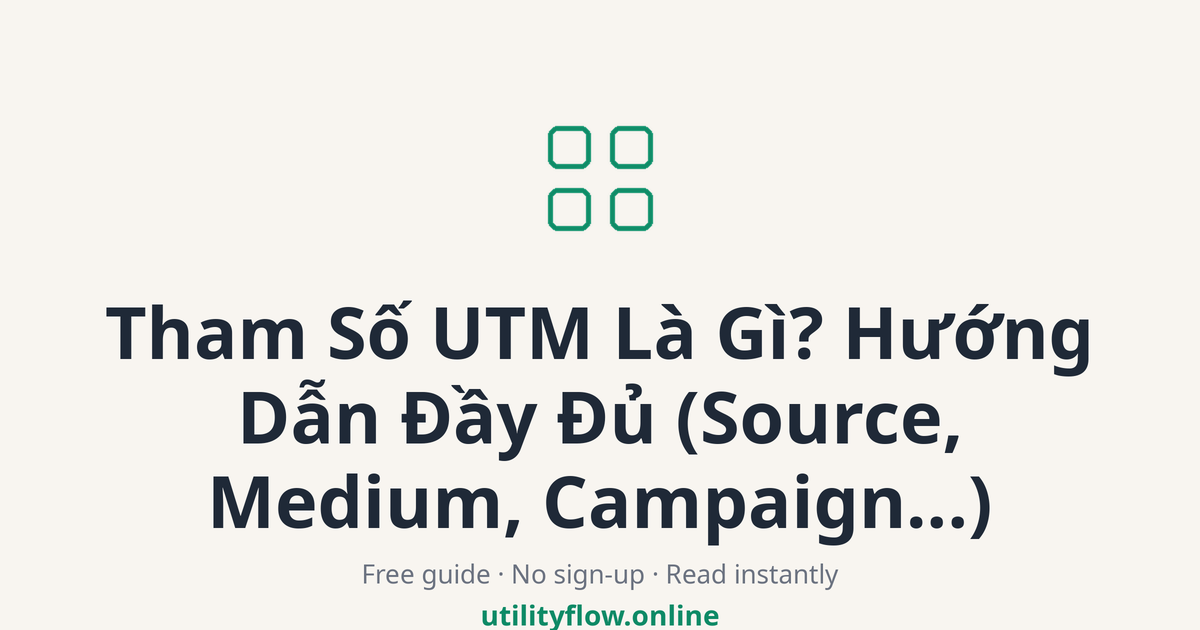 Tham Số UTM Là Gì? Hướng
Dẫn Đầy Đủ (Source,
Medium, Campaign...)
Free guide · No sign-up · Read instantly
utilityflow.online